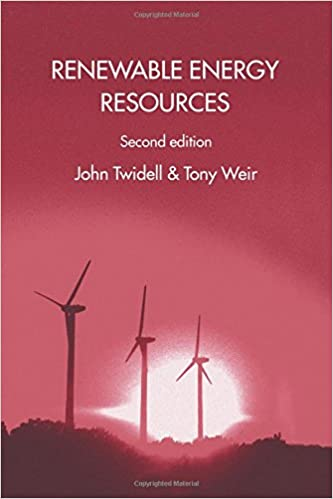 RENEWABLE ENERGY
RESOURCES
Second edition
John Twidell & Tony Weir